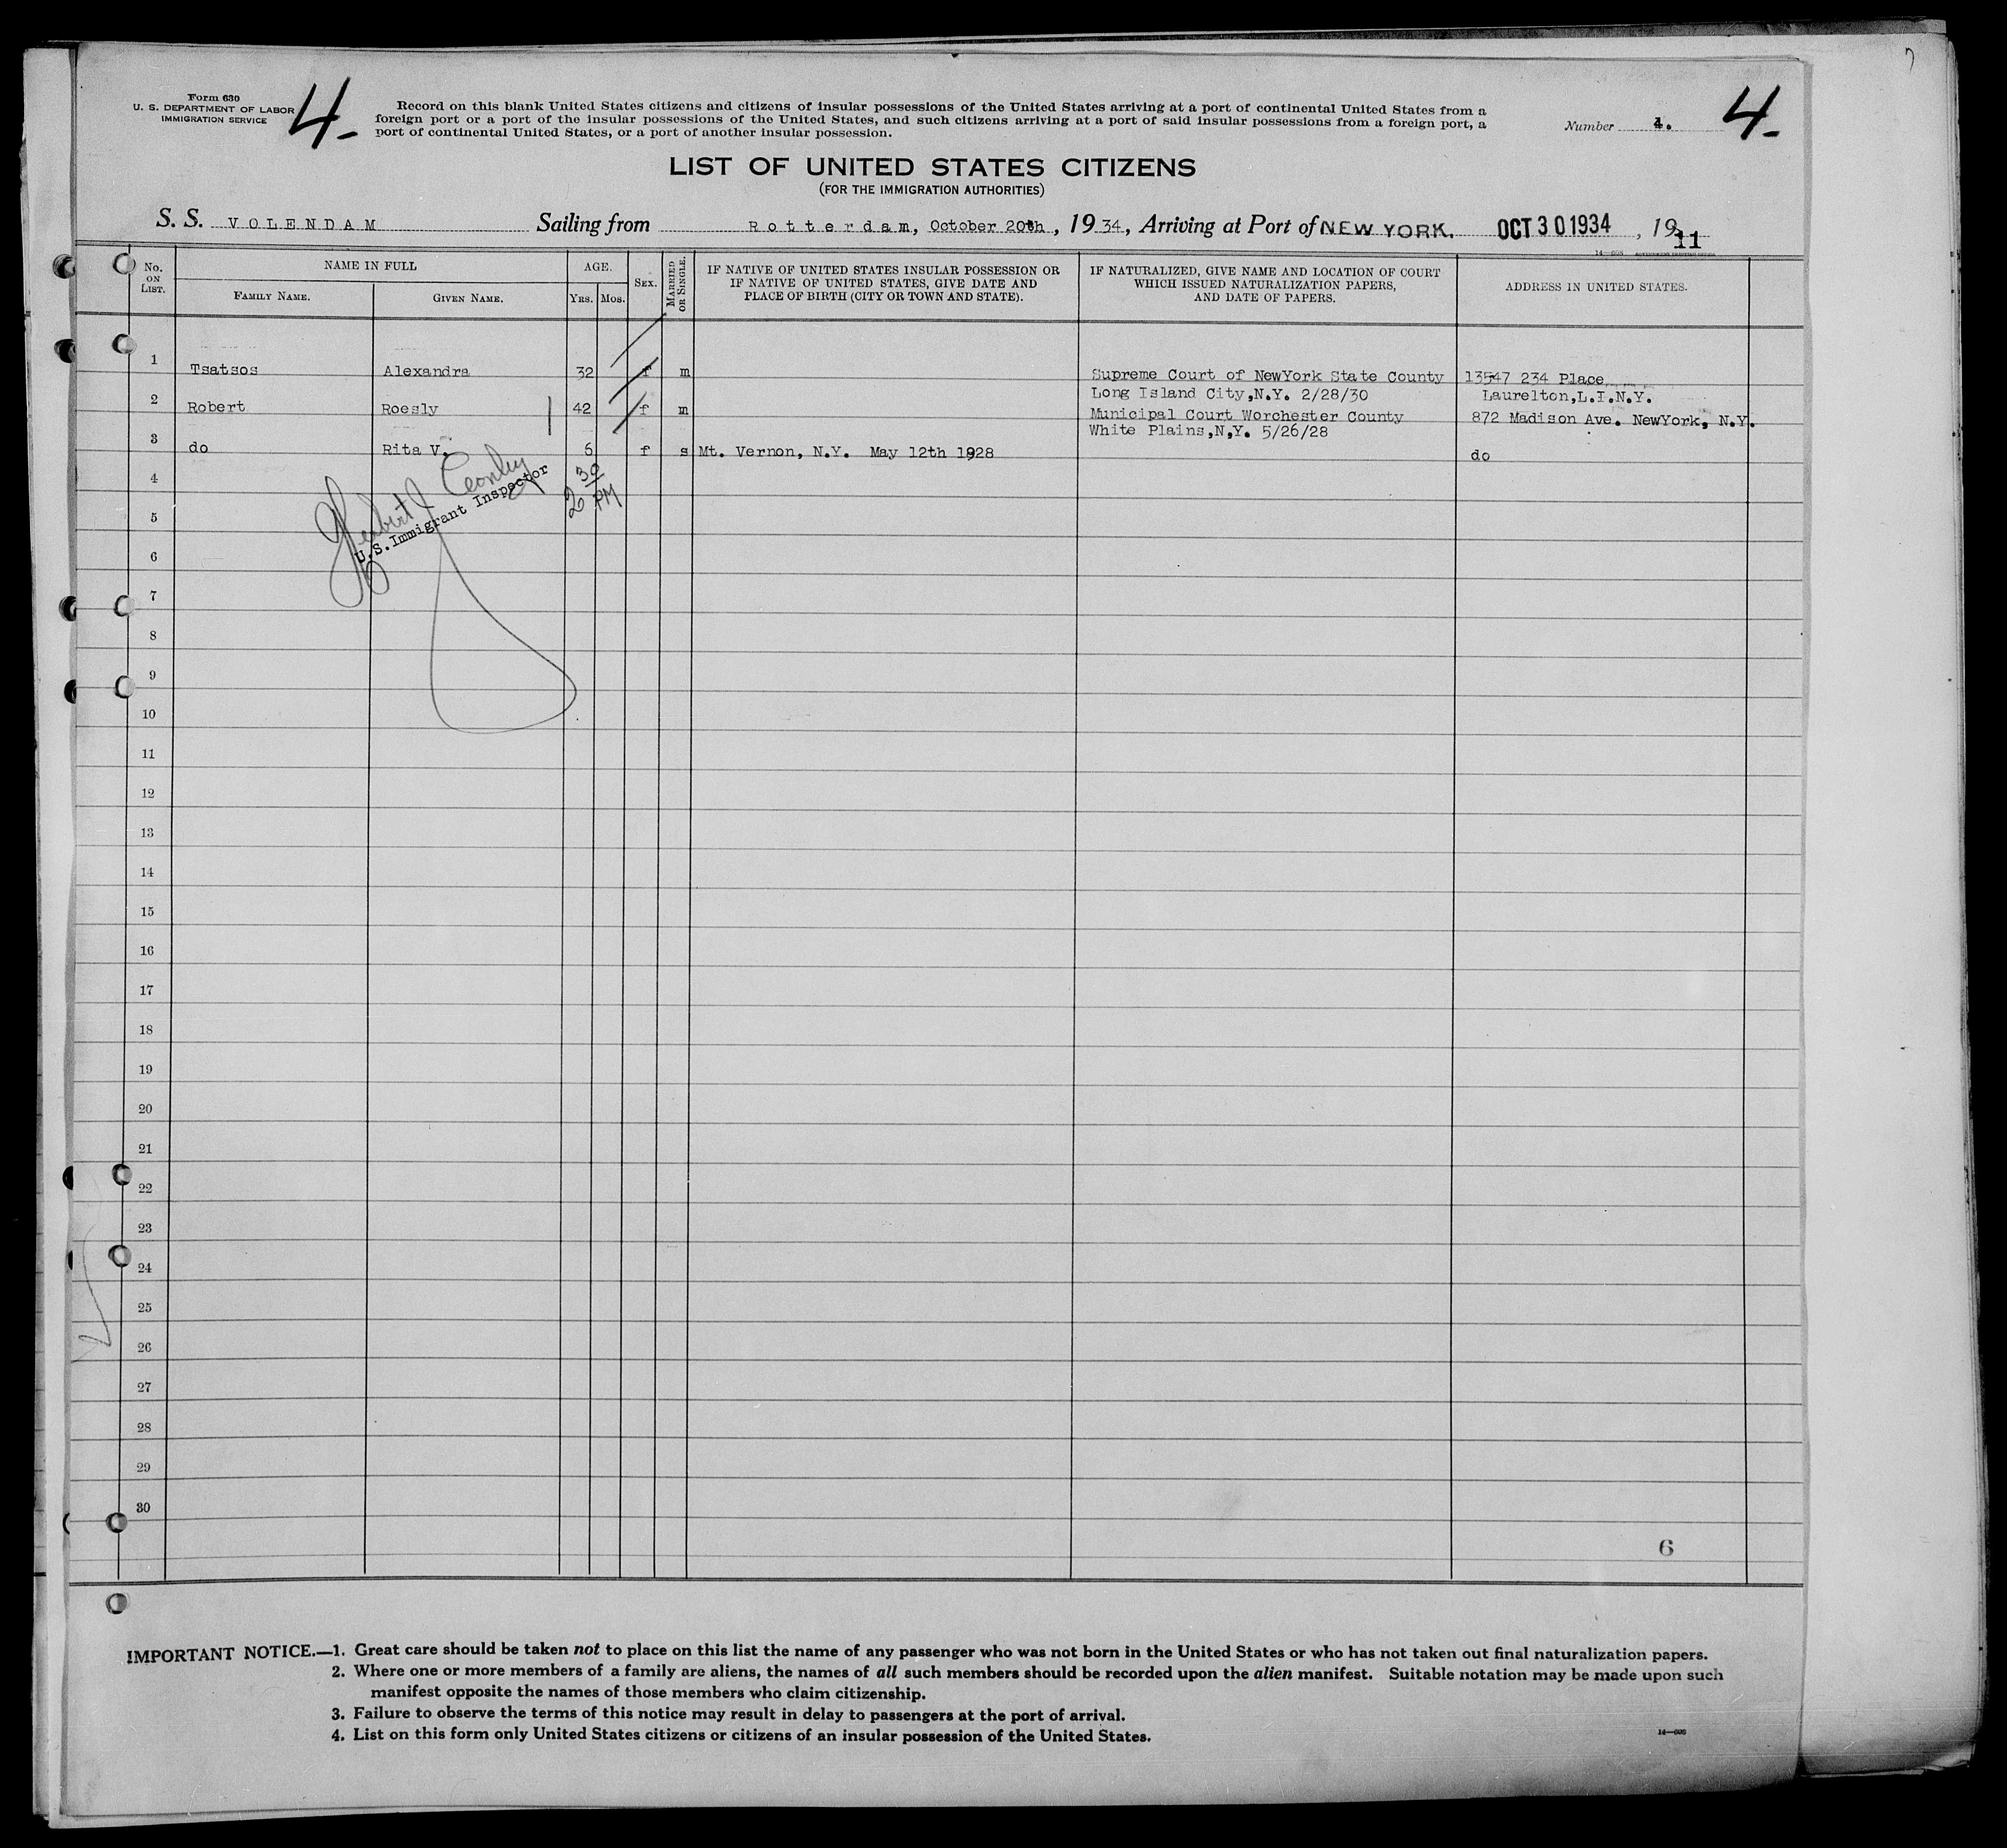 Form 630
U. S. DEPARTMENT OF LABOR
IMMIGRATION SERVICE
4-
Record on this blank United States citizens and citizens of insular possessions of the United States arriving at a port of continental United States from a
foreign port or a port of the insular possessions of the United States, and such citizens arriving at a port of said insular possessions from a foreign port, a
port of continental United States, or a port of another insular possession.
Number 4.
4-
LIST OF UNITED STATES CITIZENS
(FOR THE IMMIGRATION AUTHORITIES)
S. S. VOLENDAM Sailing from Rotterdam, October 20th, 1934, Arriving at Port of NEW YORK. OCT 30 1934, 19
11
No. ON LIST.
NAME IN FULL
FAMILY NAME.
GIVEN NAME.
AGE.
YRS. MOS.
SEX.
MARRIED OR SINGLE.
IF NATIVE OF UNITED STATES INSULAR POSSESSION OR
IF NATIVE OF UNITED STATES, GIVE DATE AND
PLACE OF BIRTH (CITY OR TOWN AND STATE).
IF NATURALIZED, GIVE NAME AND LOCATION OF COURT
WHICH ISSUED NATURALIZATION PAPERS,
AND DATE OF PAPERS.
ADDRESS IN UNITED STATES.
1 Tsatsos Alexandra 32 f m Supreme Court of NewYork State County 13547 234 Place
Long Island City,N.Y. 2/28/30 Laurelton,L.I.N.Y.
2 Robert Roesly 42 f m Municipal Court Worchester County 872 Madison Ave. NewYork, N.Y.
White Plains,N,Y. 5/26/28
3 do Rita V. 6 f s Mt. Vernon, N.Y. May 12th 1928 do
2 30 PM
U.S.Immigrant Inspector
4
5
6
7
8
9
10
11
12
13
14
15
16
17
18
19
20
21
22
23
24
25
26
27
28
29
30
6
IMPORTANT NOTICE.—1. Great care should be taken not to place on this list the name of any passenger who was not born in the United States or who has not taken out final naturalization papers.
2. Where one or more members of a family are aliens, the names of all such members should be recorded upon the alien manifest. Suitable notation may be made upon such
manifest opposite the names of those members who claim citizenship.
3. Failure to observe the terms of this notice may result in delay to passengers at the port of arrival.
4. List on this form only United States citizens or citizens of an insular possession of the United States.